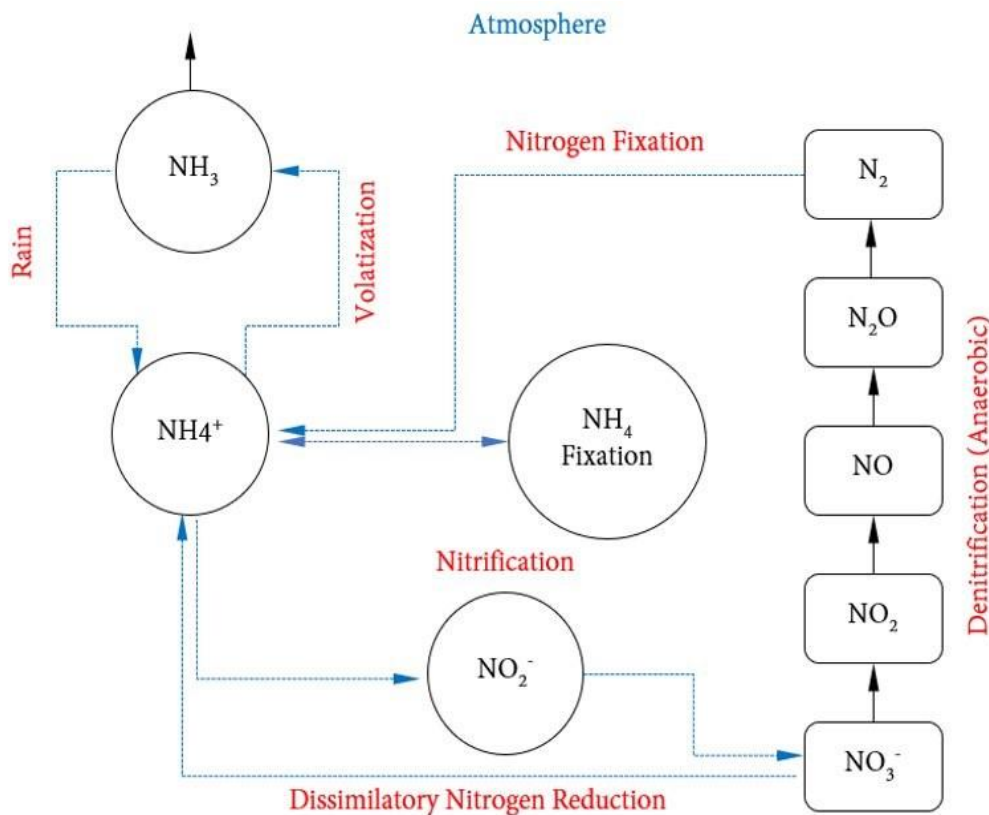 Atmosphere
NH₃
Nitrogen Fixation
N₂
Rain
Volatization
N₂O
NH4⁺
NH₄
Fixation
NO
Denitrification (Anaerobic)
Nitrification
NO₂
NO₂⁻
NO₃⁻
Dissimilatory Nitrogen Reduction